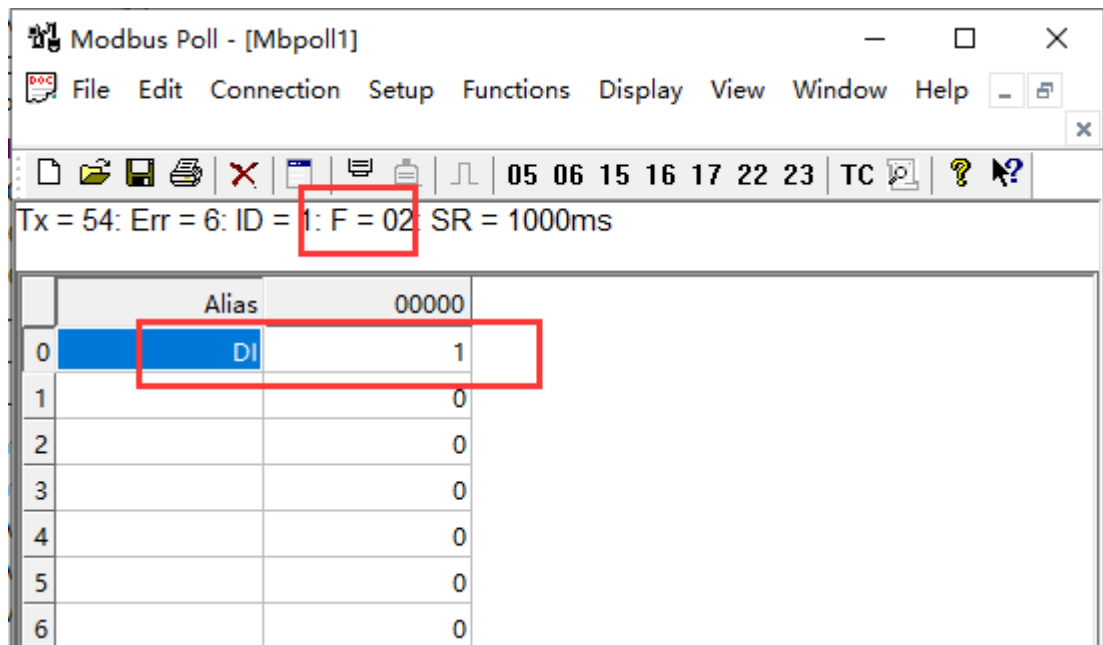 Modbus Poll - [Mbpoll1]
File Edit Connection Setup Functions Display View Window Help
05 06 15 16 17 22 23 TC
Tx = 54: Err = 6: ID = 1: F = 02: SR = 1000ms
Alias 00000
0 DI 1
1 0
2 0
3 0
4 0
5 0
6 0